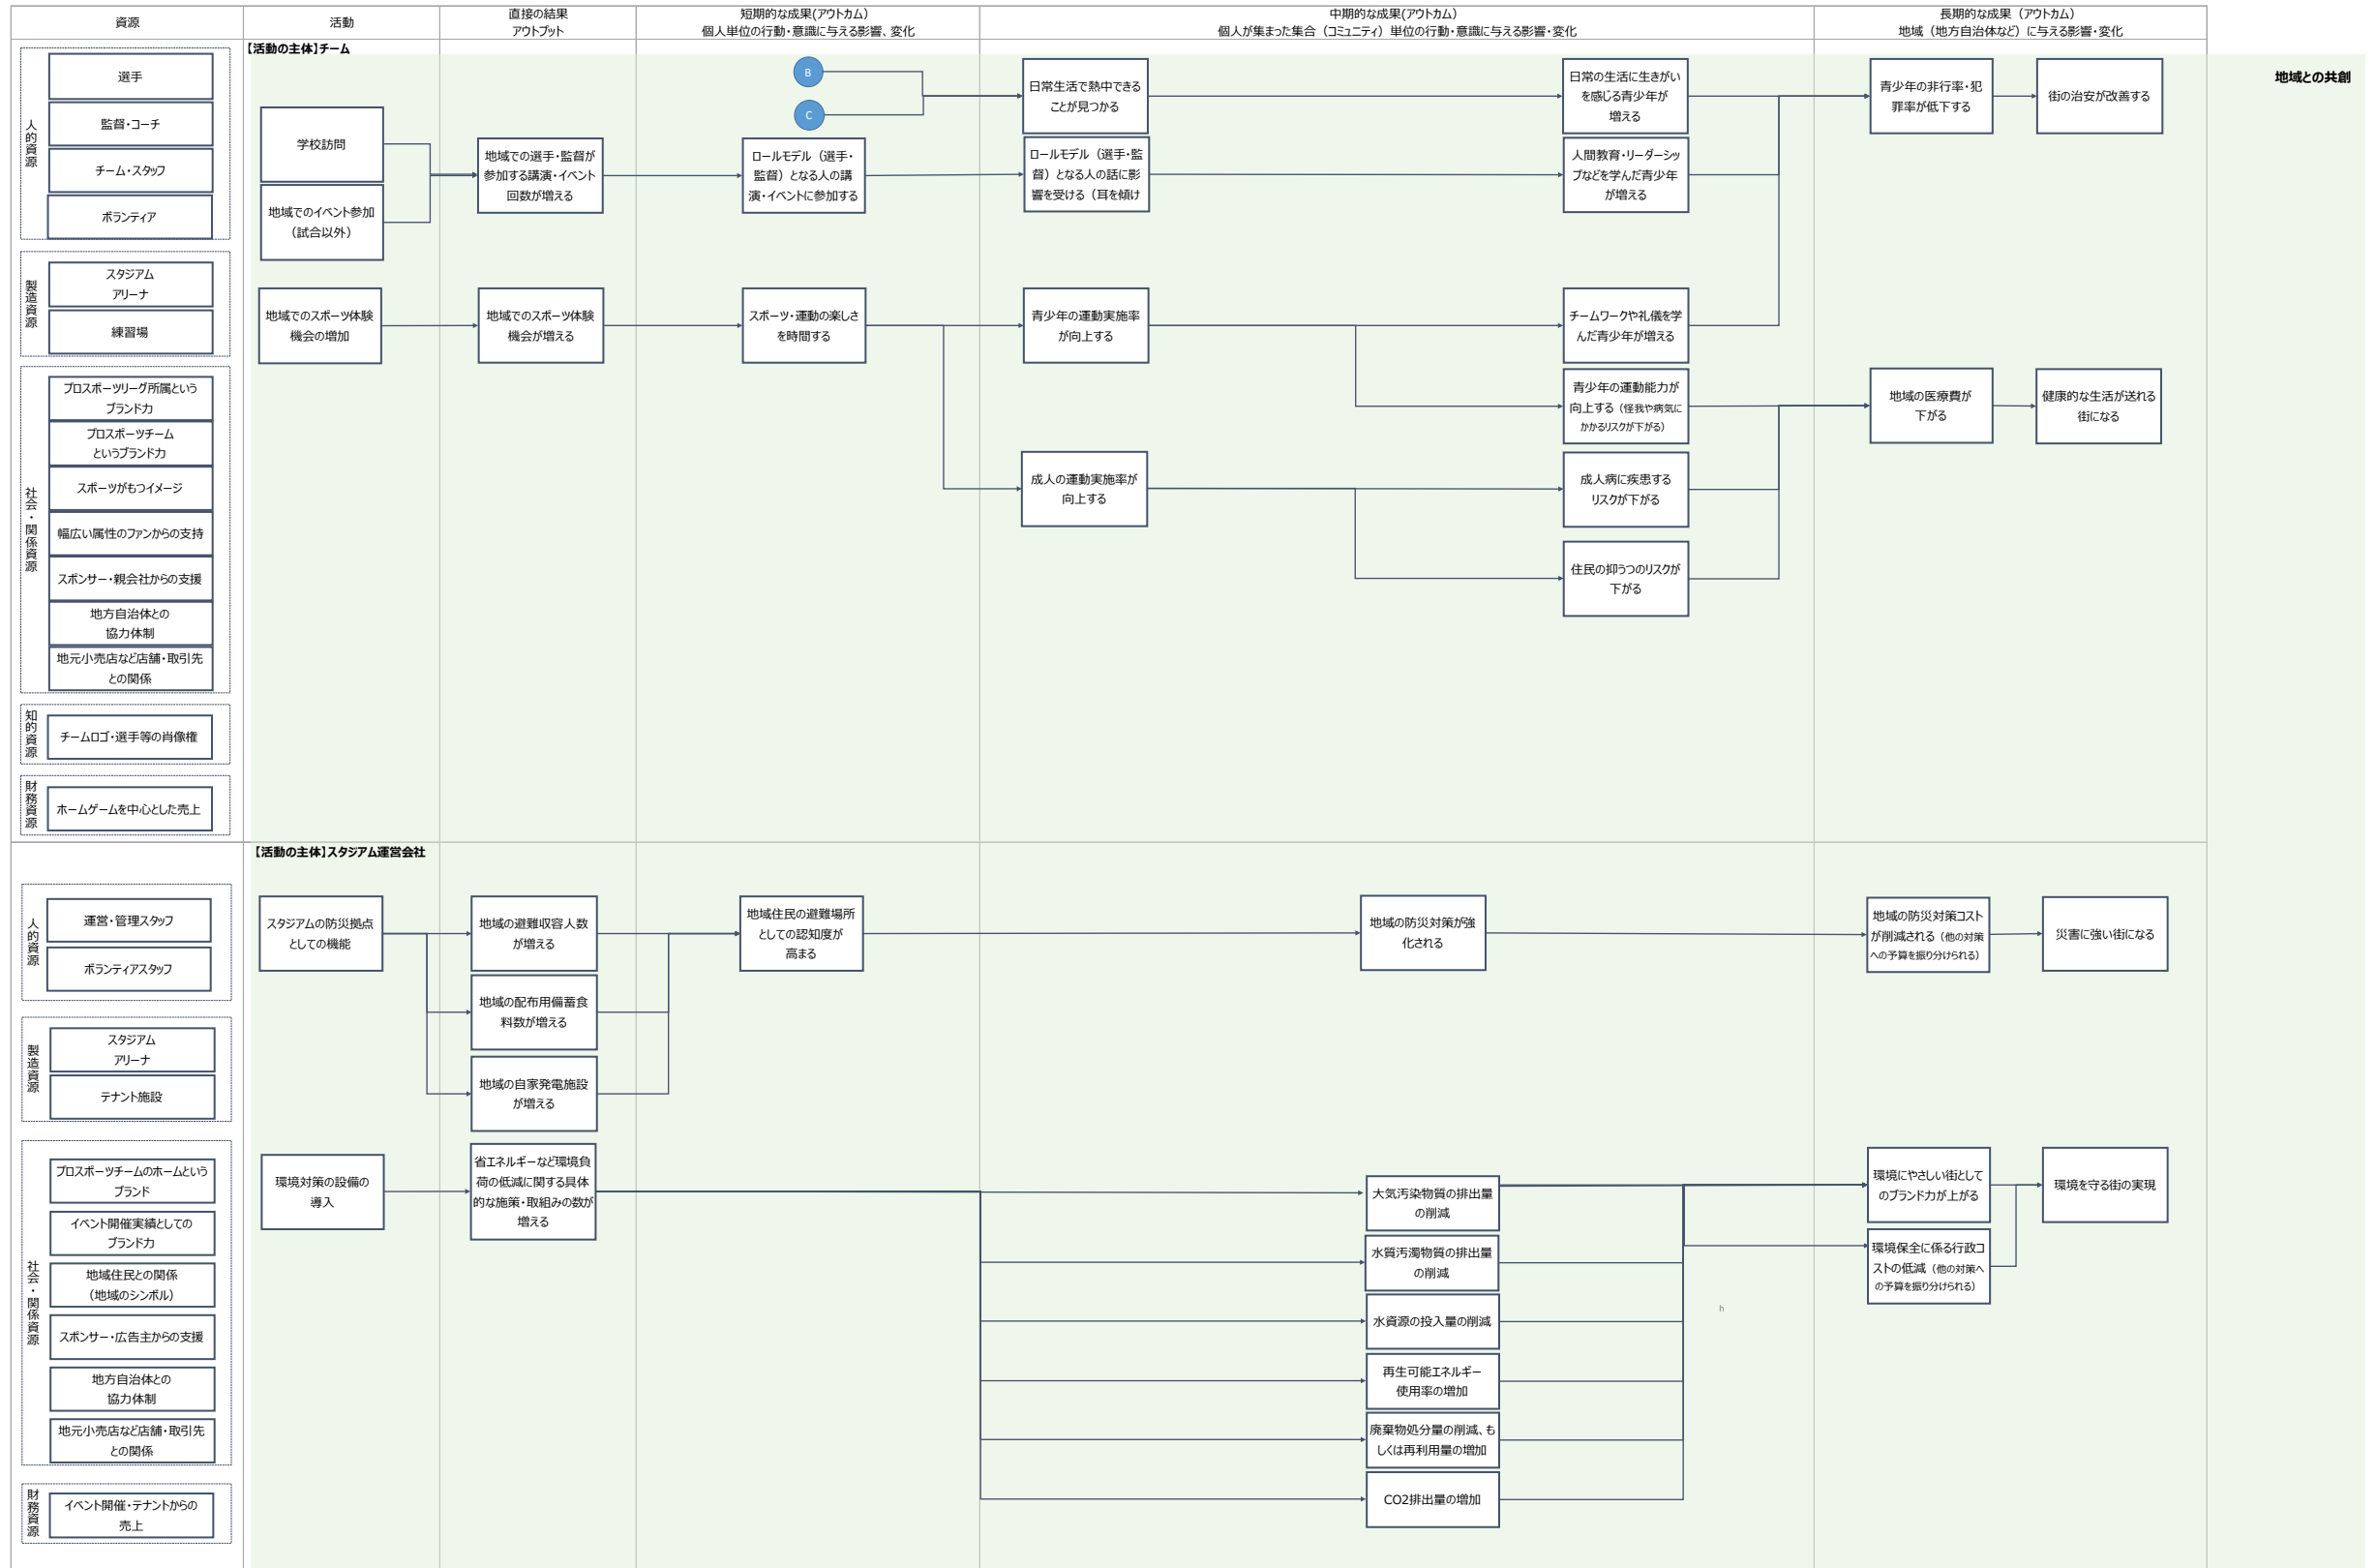 資源
活動
直接の結果
アウトプット
短期的な成果(アウトカム)
個人単位の行動・意識に与える影響、変化
中期的な成果(アウトカム)
個人が集まった集合（コミュニティ）単位の行動・意識に与える影響・変化
長期的な成果（アウトカム）
地域（地方自治体など）に与える影響・変化
【活動の主体】チーム
地域との共創
人的資源
選手
監督・コーチ
チーム・スタッフ
ボランティア
製造資源
スタジアム
アリーナ
練習場
社会・関係資源
プロスポーツリーグ所属という
ブランド力
プロスポーツチーム
というブランド力
スポーツがもつイメージ
幅広い属性のファンからの支持
スポンサー・親会社からの支援
地方自治体との
協力体制
地元小売店など店舗・取引先
との関係
知的資源
チームロゴ・選手等の肖像権
財務資源
ホームゲームを中心とした売上
学校訪問
地域でのイベント参加
（試合以外）
地域での選手・監督が
参加する講演・イベント
回数が増える
B
C
ロールモデル（選手・
監督）となる人の講
演・イベントに参加する
日常生活で熱中できる
ことが見つかる
ロールモデル（選手・監
督）となる人の話に影
響を受ける（耳を傾け
日常の生活に生きがい
を感じる青少年が
増える
人間教育・リーダーシッ
プなどを学んだ青少年
が増える
青少年の非行率・犯
罪率が低下する
街の治安が改善する
地域でのスポーツ体験
機会の増加
地域でのスポーツ体験
機会が増える
スポーツ・運動の楽しさ
を時間する
青少年の運動実施率
が向上する
チームワークや礼儀を学
んだ青少年が増える
青少年の運動能力が
向上する（怪我や病気に
かかるリスクが下がる）
地域の医療費が
下がる
健康的な生活が送れる
街になる
成人の運動実施率が
向上する
成人病に疾患する
リスクが下がる
住民の抑うつのリスクが
下がる
【活動の主体】スタジアム運営会社
人的資源
運営・管理スタッフ
ボランティアスタッフ
製造資源
スタジアム
アリーナ
テナント施設
社会・関係資源
プロスポーツチームのホームという
ブランド
イベント開催実績としての
ブランド力
地域住民との関係
（地域のシンボル）
スポンサー・広告主からの支援
地方自治体との
協力体制
地元小売店など店舗・取引先
との関係
財務資源
イベント開催・テナントからの
売上
スタジアムの防災拠点
としての機能
地域の避難収容人数
が増える
地域の配布用備蓄食
料数が増える
地域の自家発電施設
が増える
地域住民の避難場所
としての認知度が
高まる
地域の防災対策が強
化される
地域の防災対策コスト
が削減される（他の対策
への予算を振り分けられる）
災害に強い街になる
環境対策の設備の
導入
省エネルギーなど環境負
荷の低減に関する具体
的な施策・取組みの数が
増える
大気汚染物質の排出量
の削減
水質汚濁物質の排出量
の削減
水資源の投入量の削減
再生可能エネルギー
使用率の増加
廃棄物処分量の削減、も
しくは再利用量の増加
CO2排出量の増加
h
環境にやさしい街として
のブランド力が上がる
環境保全に係る行政コ
ストの低減（他の対策へ
の予算を振り分けられる）
環境を守る街の実現